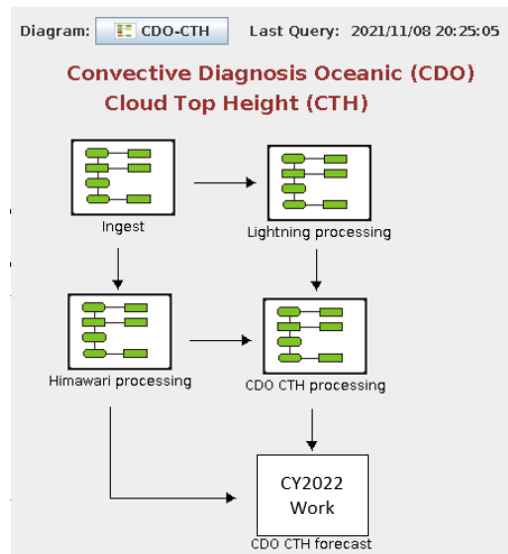 Diagram: CDO-CTH Last Query: 2021/11/08 20:25:05
Convective Diagnosis Oceanic (CDO)
Cloud Top Height (CTH)
Ingest
Lightning processing
Himawari processing
CDO CTH processing
CY2022
Work
CDO CTH forecast